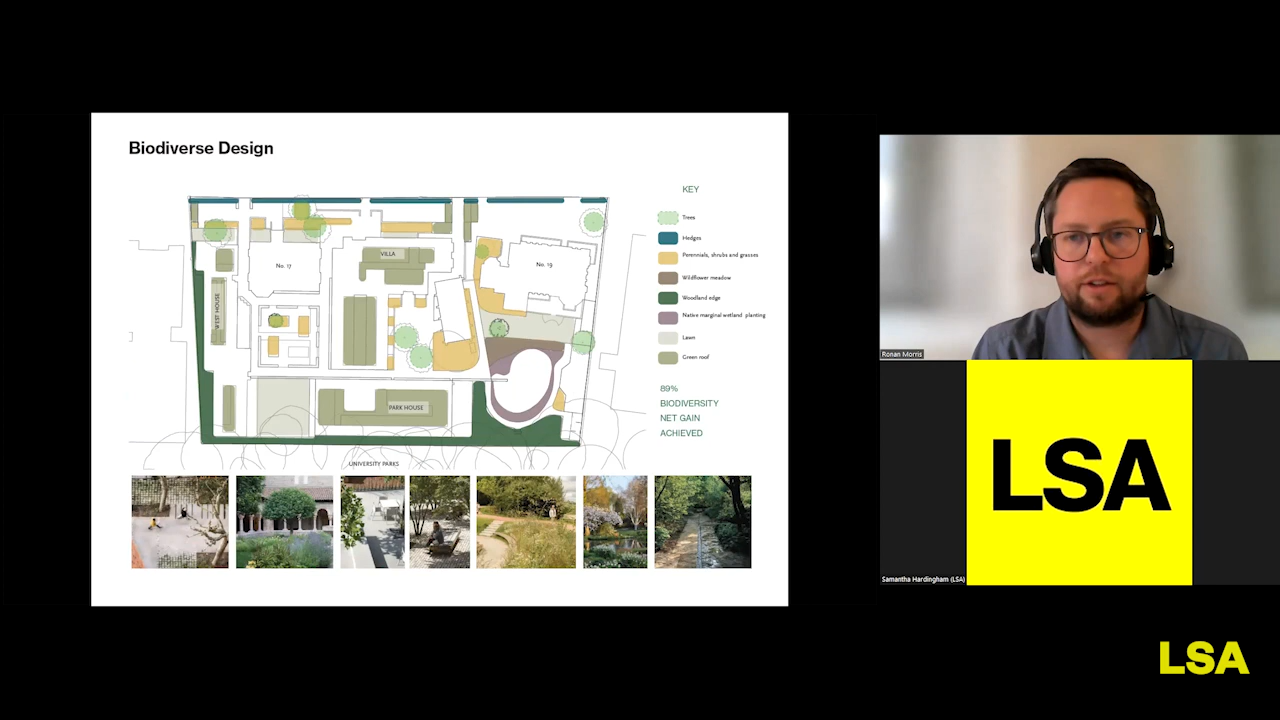 Biodiverse Design
KEY
Trees
Hedges
Perennials, shrubs and grasses
Wildflower meadow
Woodland edge
Native marginal wetland planting
Lawn
Green roof
89%
BIODIVERSITY
NET GAIN
ACHIEVED
No. 17
VILLA
No. 19
WEST HOUSE
PARK HOUSE
UNIVERSITY PARKS
Ronan Morris
LSA
Samantha Hardingham (LSA)
LSA